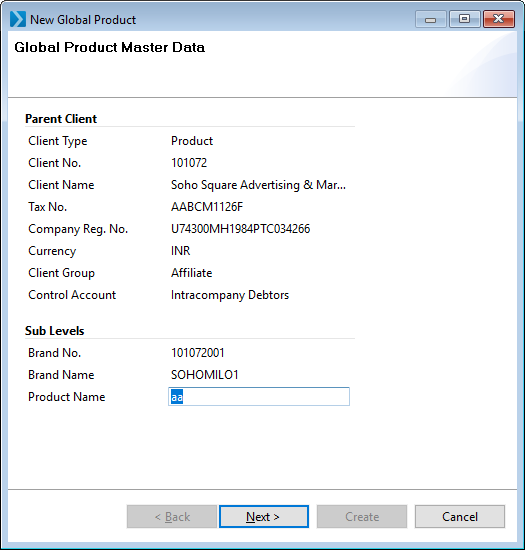 New Global Product
Global Product Master Data
Parent Client
Client Type Product
Client No. 101072
Client Name Soho Square Advertising & Mar...
Tax No. AABCM1126F
Company Reg. No. U74300MH1984PTC034266
Currency INR
Client Group Affiliate
Control Account Intracompany Debtors
Sub Levels
Brand No. 101072001
Brand Name SOHOMILO1
Product Name aa
< Back Next > Create Cancel